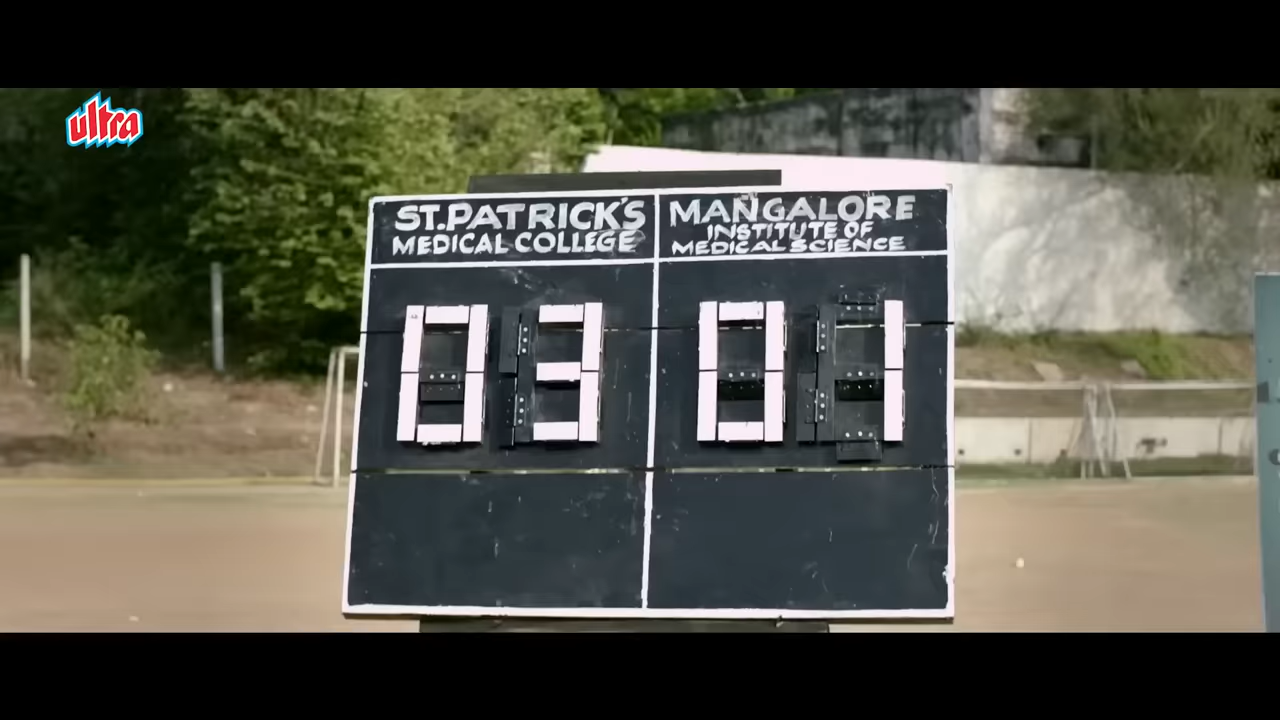 ultra
ST.PATRICK'S
MEDICAL COLLEGE
MANGALORE
INSTITUTE OF
MEDICAL SCIENCE
03
01